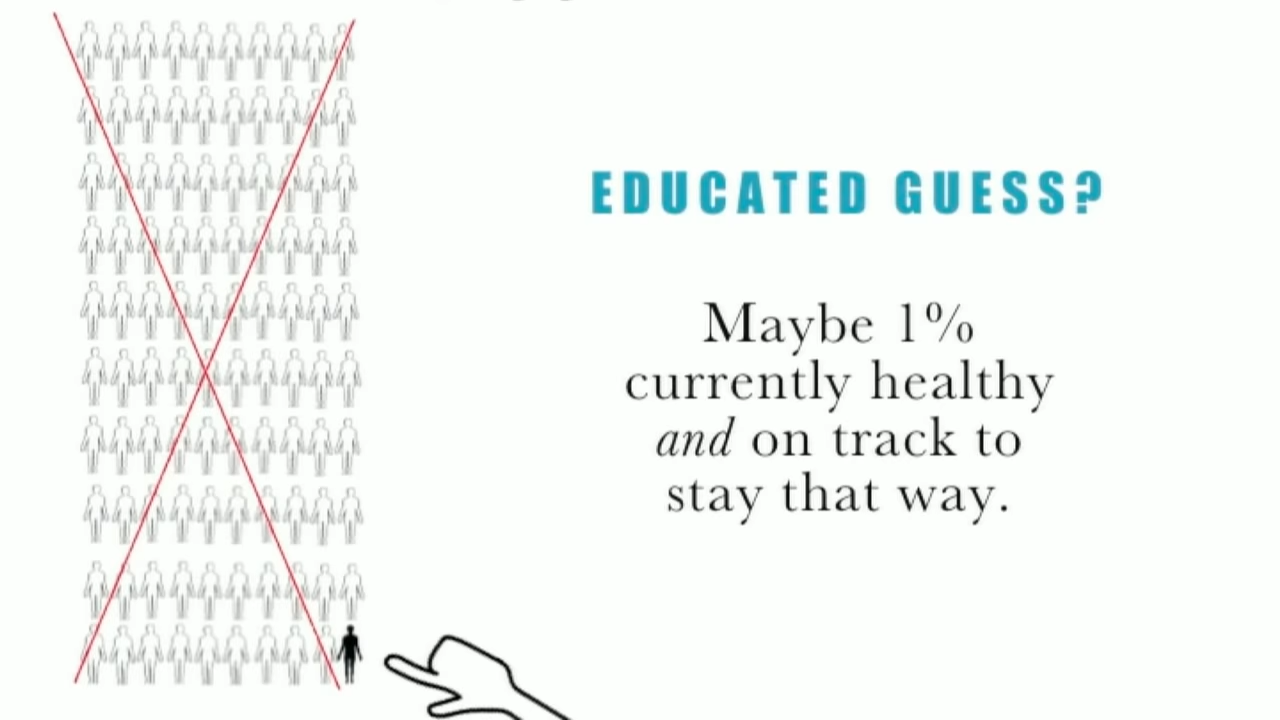 EDUCATED GUESS?
Maybe 1%
currently healthy
and on track to
stay that way.